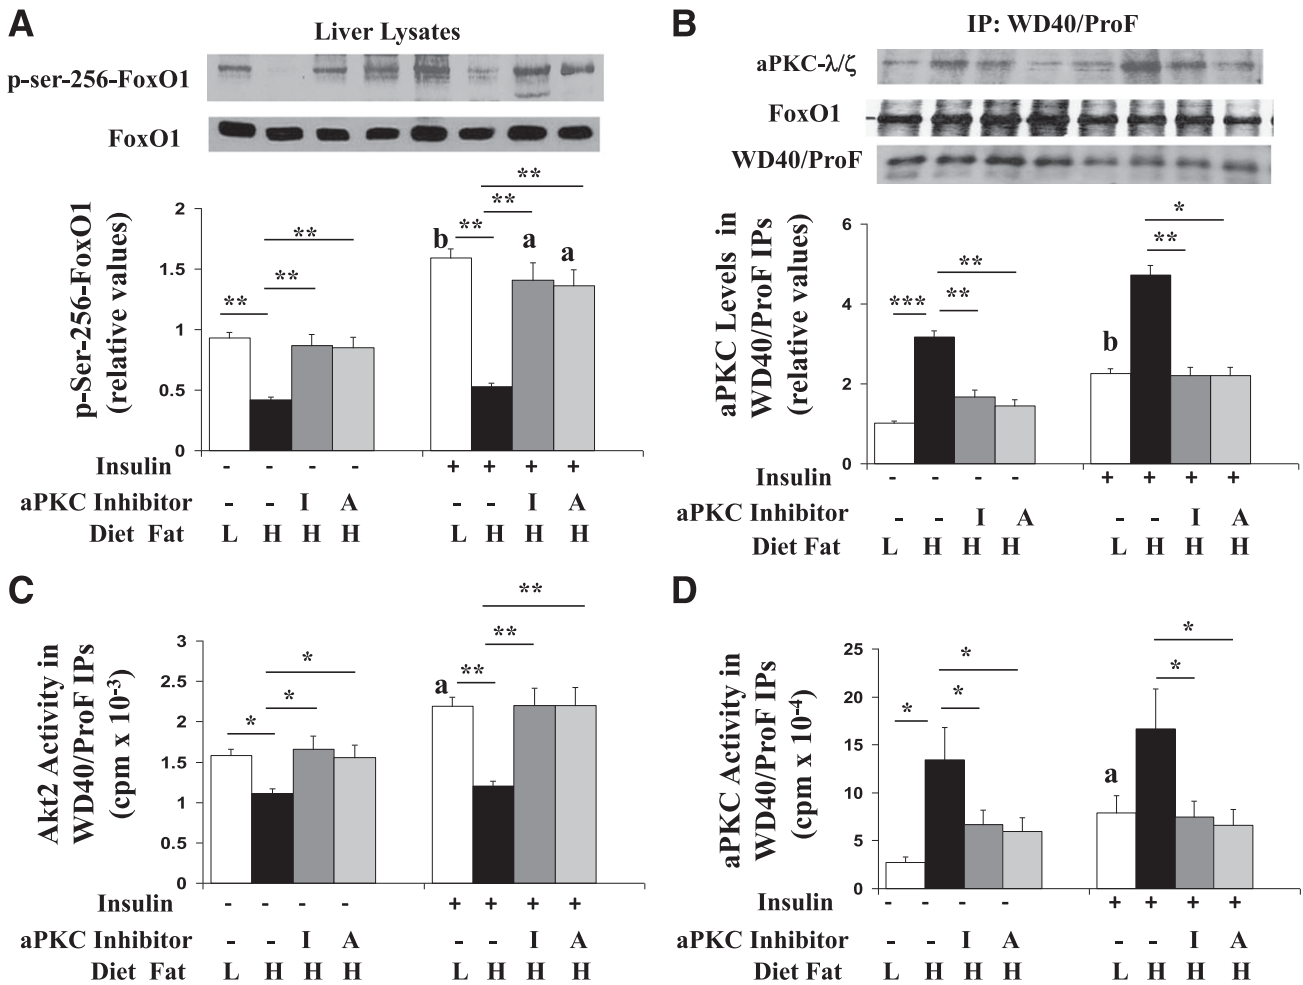 A
Liver Lysates
p-ser-256-FoxO1
FoxO1
p-Ser-256-FoxO1
(relative values)
2
1.5
1
0.5
0
** ** ** ** ** **
b a a
Insulin - - - - + + + +
aPKC Inhibitor - - I A - - I A
Diet Fat L H H H L H H H
B
IP: WD40/ProF
aPKC-λ/ζ
FoxO1
WD40/ProF
aPKC Levels in
WD40/ProF IPs
(relative values)
6
4
2
0
*** ** ** b ** *
Insulin - - - - + + + +
aPKC Inhibitor - - I A - - I A
Diet Fat L H H H L H H H
C
Akt2 Activity in
WD40/ProF IPs
(cpm x 10⁻³)
3
2.5
2
1.5
1
0.5
0
* * * a ** ** **
Insulin - - - - + + + +
aPKC Inhibitor - - I A - - I A
Diet Fat L H H H L H H H
D
aPKC Activity in
WD40/ProF IPs
(cpm x 10⁻⁴)
25
20
15
10
5
0
* * * a * *
Insulin - - - - + + + +
aPKC Inhibitor - - I A - - I A
Diet Fat L H H H L H H H